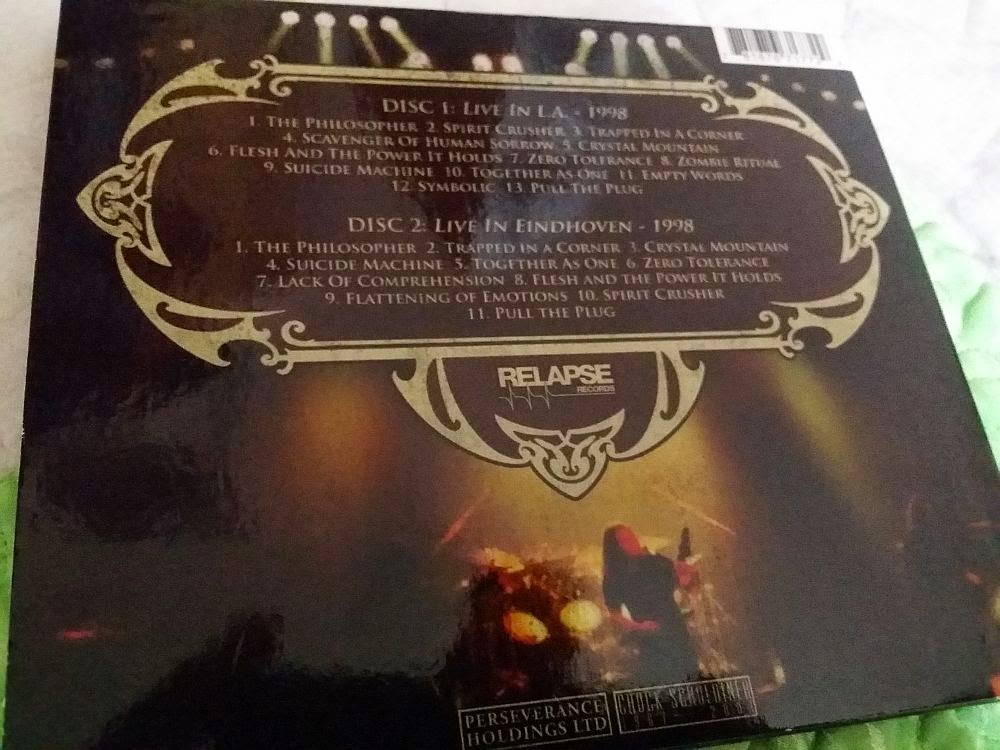 DISC 1: LIVE IN L.A. - 1998
1. THE PHILOSOPHER 2. SPIRIT CRUSHER 3. TRAPPED IN A CORNER
4. SCAVENGER OF HUMAN SORROW 5. CRYSTAL MOUNTAIN
6. FLESH AND THE POWER IT HOLDS 7. ZERO TOLERANCE 8. ZOMBIE RITUAL
9. SUICIDE MACHINE 10. TOGETHER AS ONE 11. EMPTY WORDS
12. SYMBOLIC 13. PULL THE PLUG
DISC 2: LIVE IN EINDHOVEN - 1998
1. THE PHILOSOPHER 2. TRAPPED IN A CORNER 3. CRYSTAL MOUNTAIN
4. SUICIDE MACHINE 5. TOGETHER AS ONE 6. ZERO TOLERANCE
7. LACK OF COMPREHENSION 8. FLESH AND THE POWER IT HOLDS
9. FLATTENING OF EMOTIONS 10. SPIRIT CRUSHER
11. PULL THE PLUG
RELAPSE
RECORDS
PERSEVERANCE
HOLDINGS LTD
CHUCK SCHULDINER